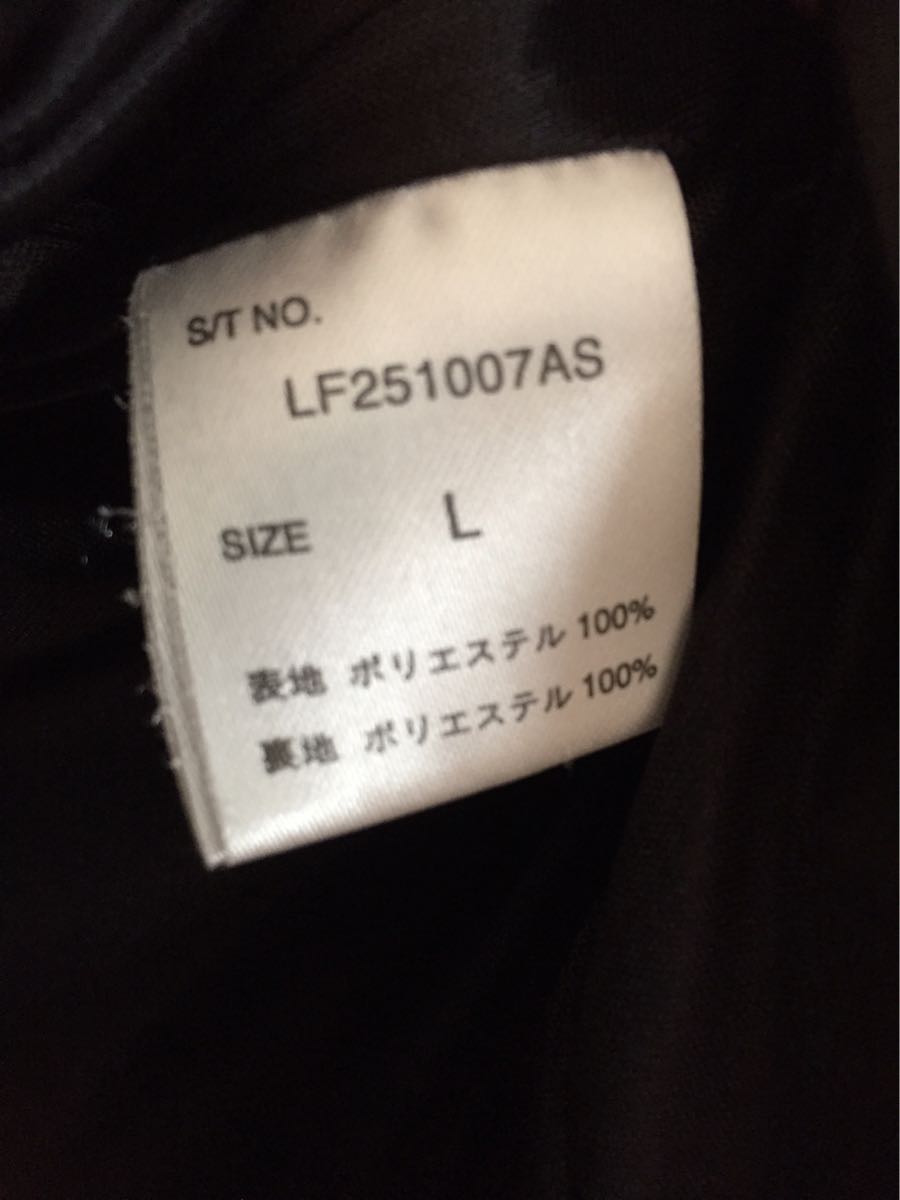 S/T NO.
LF251007AS
SIZE L
表地 ポリエステル 100%
裏地 ポリエステル 100%